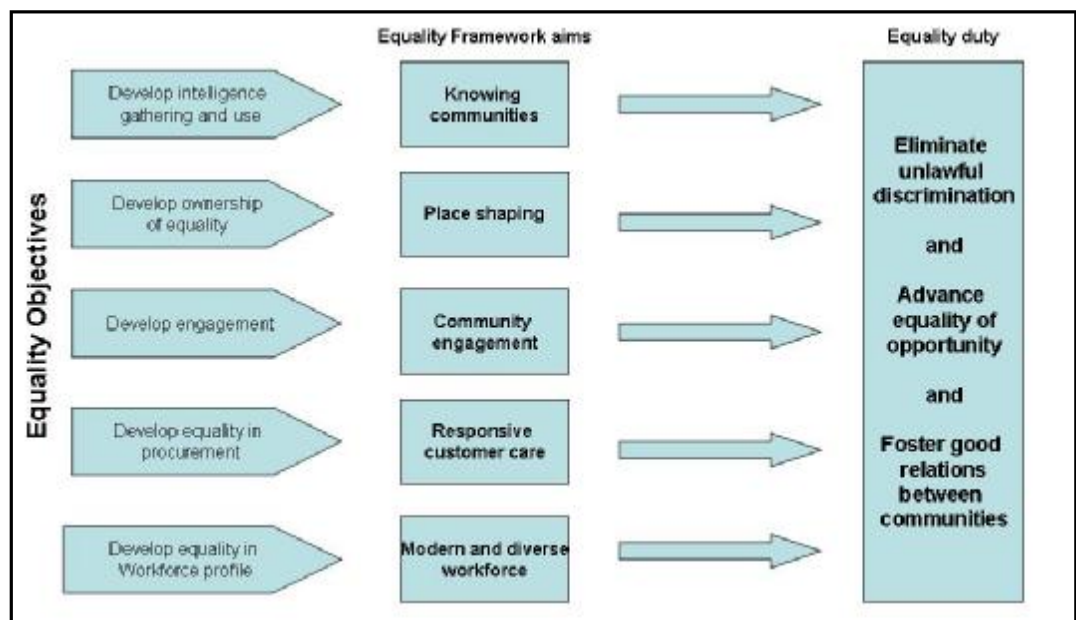 Equality Framework aims
Equality duty
Equality Objectives
Develop intelligence
gathering and use
Knowing
communities
Develop ownership
of equality
Place shaping
Develop engagement
Community
engagement
Develop equality in
procurement
Responsive
customer care
Develop equality in
Workforce profile
Modern and diverse
workforce
Eliminate
unlawful
discrimination
and
Advance
equality of
opportunity
and
Foster good
relations
between
communities